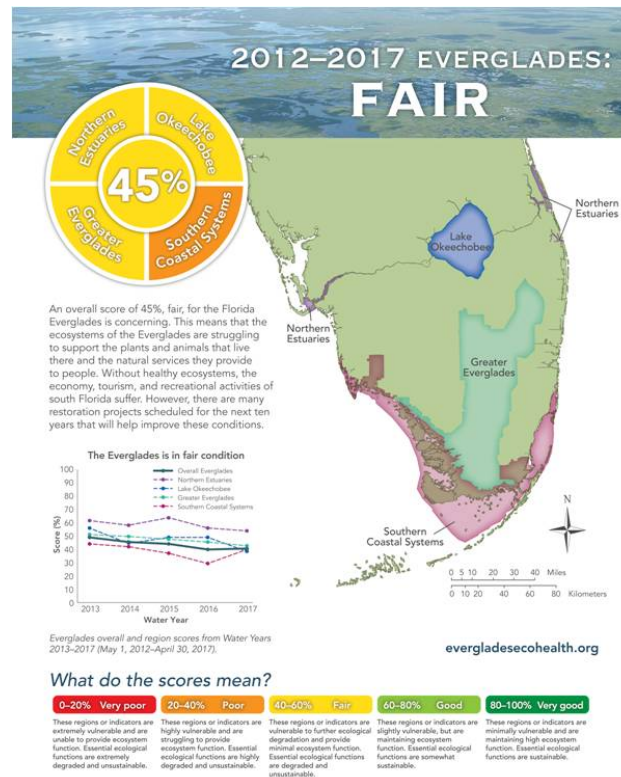 2012–2017 EVERGLADES:
FAIR
Northern
Estuaries
Lake
Okeechobee
45%
Greater
Everglades
Southern
Coastal Systems
Northern
Estuaries
Lake
Okeechobee
Northern
Estuaries
Greater
Everglades
Southern
Coastal Systems
N
0 5 10 20 30 40 Miles
0 10 20 40 60 80 Kilometers
An overall score of 45%, fair, for the Florida
Everglades is concerning. This means that the
ecosystems of the Everglades are struggling
to support the plants and animals that live
there and the natural services they provide
to people. Without healthy ecosystems, the
economy, tourism, and recreational activities of
south Florida suffer. However, there are many
restoration projects scheduled for the next ten
years that will help improve these conditions.
The Everglades is in fair condition
Overall Everglades
Northern Estuaries
Lake Okeechobee
Greater Everglades
Southern Coastal Systems
Score (%)
100
90
80
70
60
50
40
30
20
10
0
2013 2014 2015 2016 2017
Water Year
Everglades overall and region scores from Water Years
2013–2017 (May 1, 2012–April 30, 2017).
evergladesecohealth.org
What do the scores mean?
0–20% Very poor
These regions or indicators are
extremely vulnerable and are
unable to provide ecosystem
function. Essential ecological
functions are extremely
degraded and unsustainable.
20–40% Poor
These regions or indicators are
highly vulnerable and are
struggling to provide
ecosystem function. Essential
ecological functions are highly
degraded and unsustainable.
40–60% Fair
These regions or indicators are
vulnerable to further ecological
degradation and provide
minimal ecosystem function.
Essential ecological functions
are degraded and
unsustainable.
60–80% Good
These regions or indicators are
slightly vulnerable, but are
maintaining ecosystem
function. Essential ecological
functions are somewhat
sustainable.
80–100% Very good
These regions or indicators are
minimally vulnerable and are
maintaining high ecosystem
function. Essential ecological
functions are sustainable.